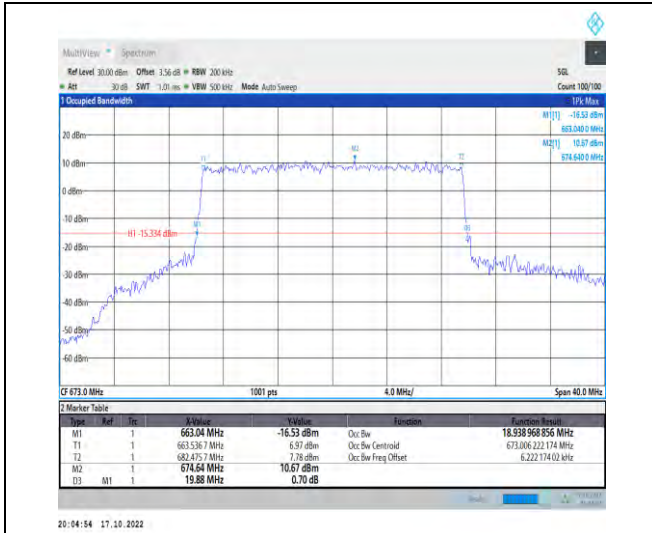 MultiView Spectrum
Ref Level 30.00 dBm Offset 3.56 dB RBW 200 kHz SGL
Att 30 dB SWT 1.01 ms VBW 500 kHz Mode Auto Sweep Count 100/100
1 Occupied Bandwidth 1Pk Max
M1[1] -16.53 dBm
663.040 0 MHz
M2[1] 10.67 dBm
674.640 0 MHz
20 dBm
M2
T1 T2
10 dBm
0 dBm
-10 dBm
M1
H1 -15.334 dBm
D3
-20 dBm
-30 dBm
-40 dBm
-50 dBm
-60 dBm
CF 673.0 MHz 1001 pts 4.0 MHz/ Span 40.0 MHz
2 Marker Table
Type Ref Trc X-Value Y-Value Function Function Result
M1 1 663.04 MHz -16.53 dBm Occ Bw 18.938 968 856 MHz
T1 1 663.536 7 MHz 6.97 dBm Occ Bw Centroid 673.006 222 174 MHz
T2 1 682.475 7 MHz 7.78 dBm Occ Bw Freq Offset 6.222 174 02 kHz
M2 1 674.64 MHz 10.67 dBm
D3 M1 1 19.88 MHz 0.70 dB
20:04:54 17.10.2022